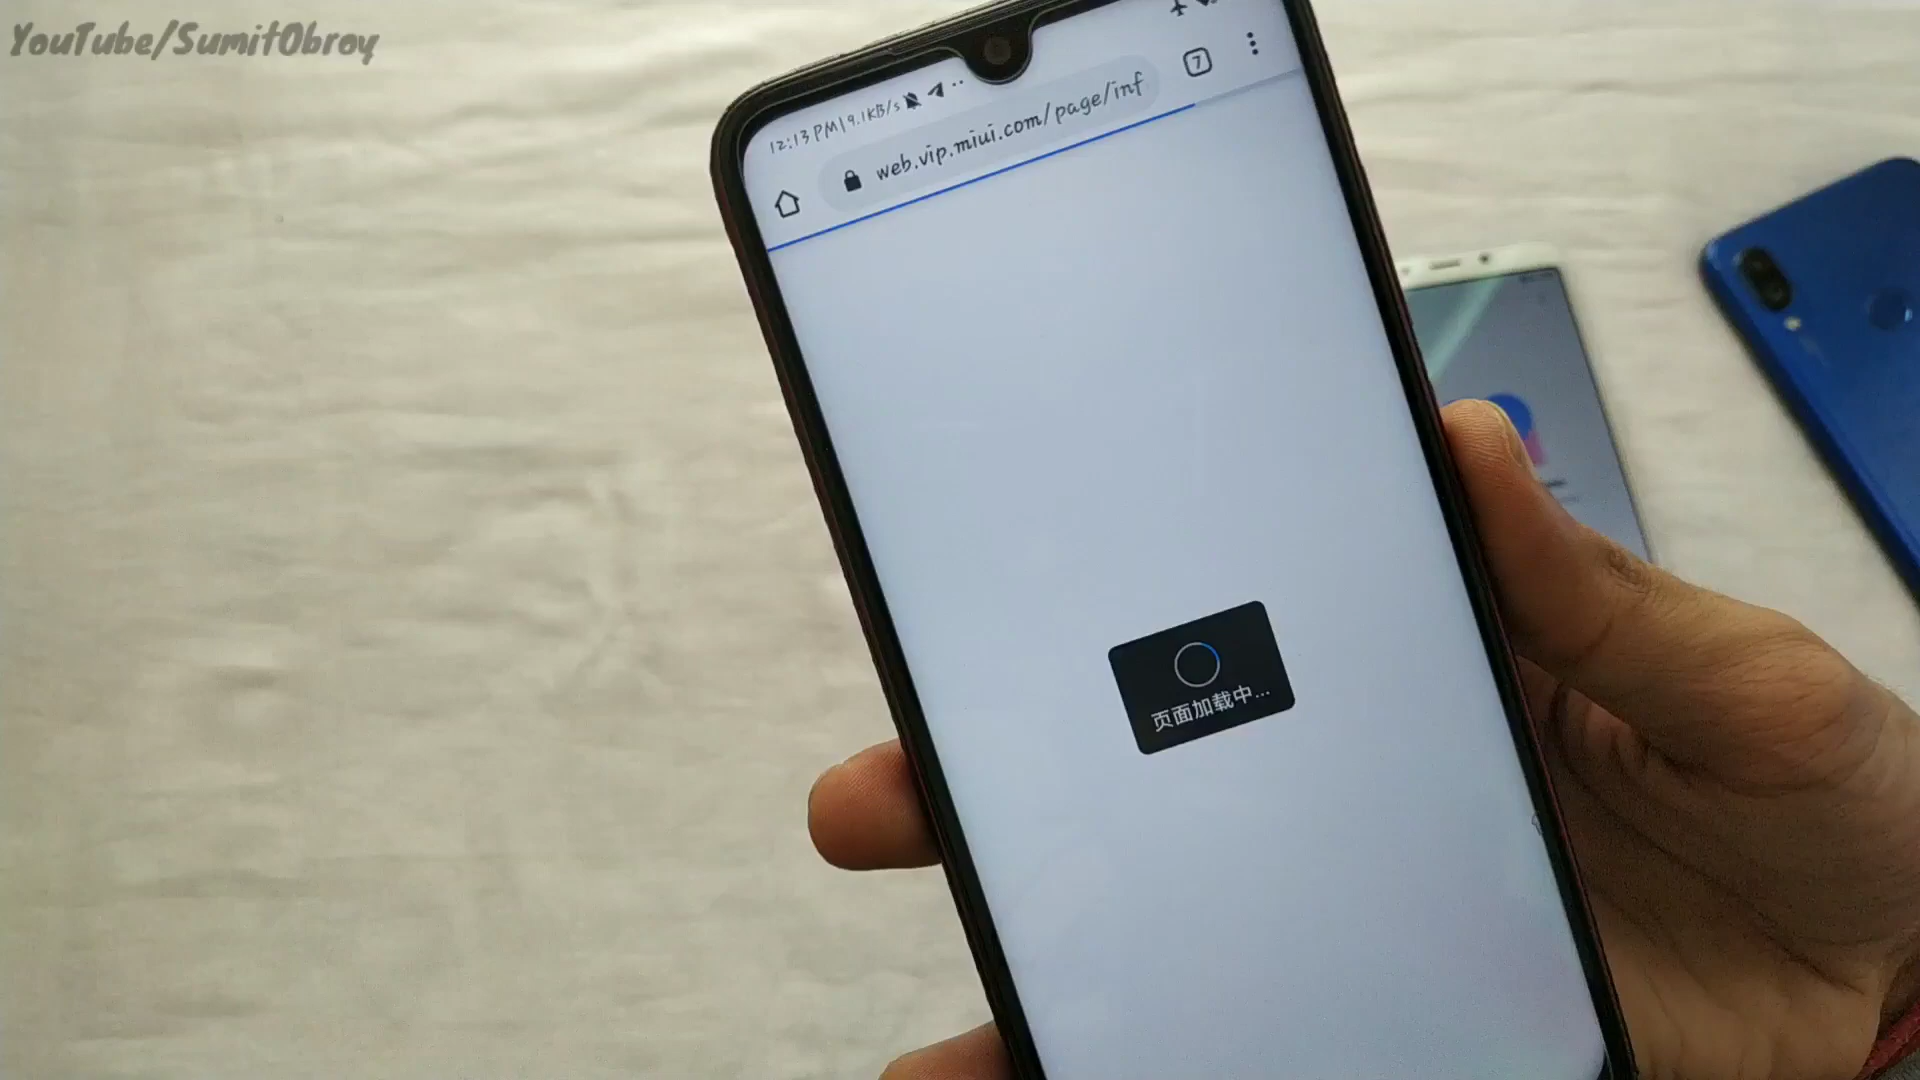 YouTube/SumitObroy
12:13 PM|9.1KB/s
7
web.vip.miui.com/page/inf
页面加载中...